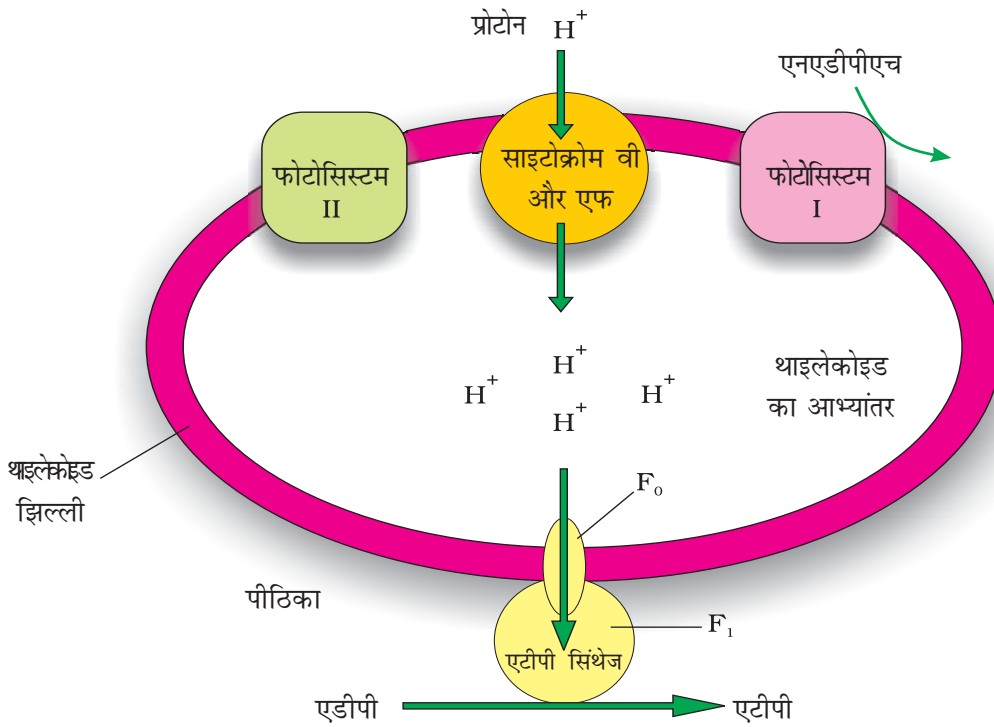 प्रोटोन H⁺
एनएडीपीएच
फोटोसिस्टम
II
साइटोक्रोम वी
और एफ
फोटोसिस्टम
I
H⁺
H⁺ H⁺
H⁺
थाइलेकोइड
का आभ्यांतर
थाइलेकोइड
झिल्ली
F₀
पीठिका
F₁
एटीपी सिंथेज
एडीपी एटीपी